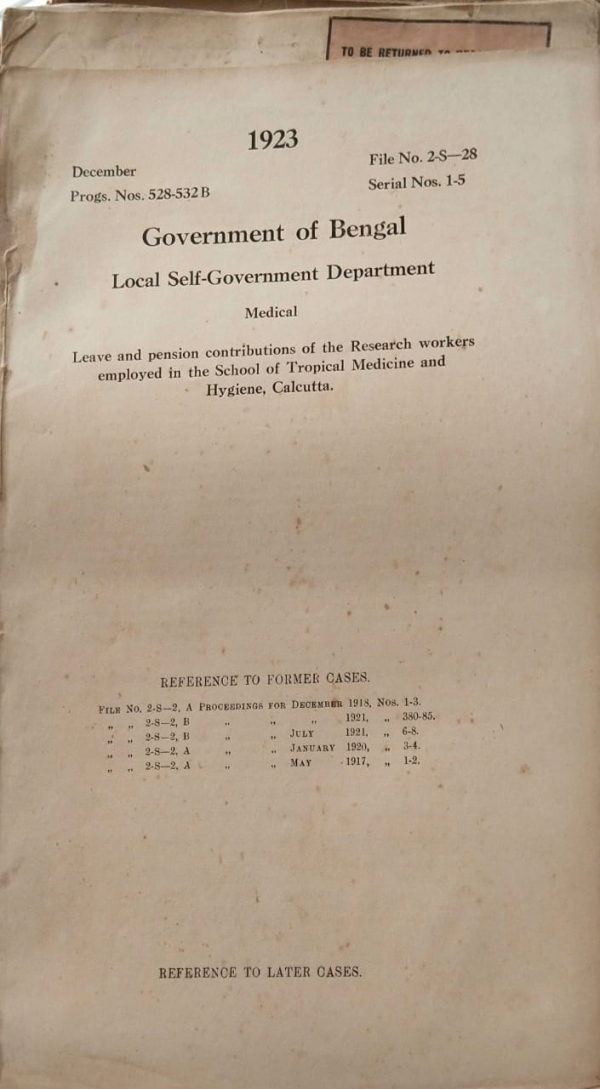 TO BE RETURNED TO
1923
December
File No. 2-S—28
Progs. Nos. 528-532 B
Serial Nos. 1-5
Government of Bengal
Local Self-Government Department
Medical
Leave and pension contributions of the Research workers
employed in the School of Tropical Medicine and
Hygiene, Calcutta.
REFERENCE TO FORMER CASES.
FILE NO. 2-S—2, A PROCEEDINGS FOR DECEMBER 1918, NOS. 1-3.
„ „ 2-S—2, B „ „ „ 1921, „ 380-85.
„ „ 2-S—2, B „ „ JULY 1921, „ 6-8.
„ „ 2-S—2, A „ „ JANUARY 1920, „ 3-4.
„ „ 2-S—2, A „ „ MAY 1917, „ 1-2.
REFERENCE TO LATER CASES.